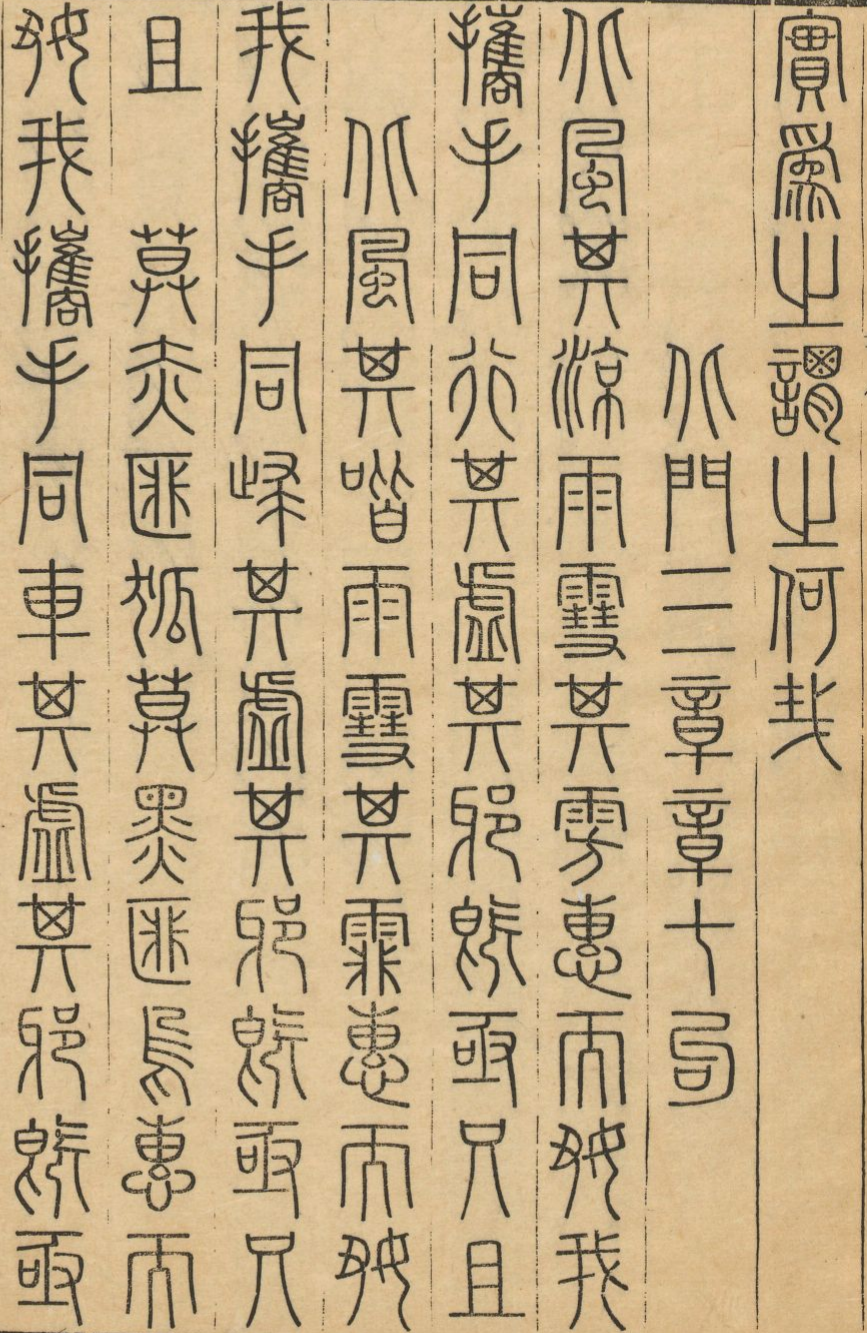 實爲之謂之何哉
北門三章章七句
北風其涼雨雪其雱惠而好我
攜手同行其虛其邪既亟只且
北風其喈雨雪其霏惠而好
我攜手同歸其虛其邪既亟只
且　莫赤匪狐莫黑匪烏惠而
好我攜手同車其虛其邪既亟